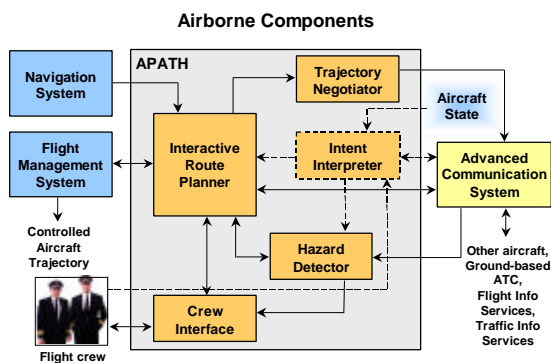 Airborne Components
APATH
Navigation
System
Trajectory
Negotiator
Aircraft
State
Flight
Management
System
Interactive
Route
Planner
Intent
Interpreter
Advanced
Communication
System
Controlled
Aircraft
Trajectory
Hazard
Detector
Other aircraft,
Ground-based
ATC,
Flight Info
Services,
Traffic Info
Services
Crew
Interface
Flight crew